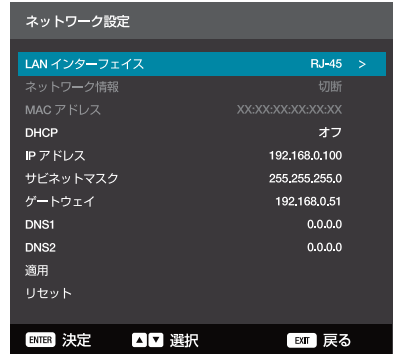 ネットワーク設定
LAN インターフェイス RJ-45 >
ネットワーク情報 切断
MAC アドレス XX:XX:XX:XX:XX:XX
DHCP オフ
IP アドレス 192.168.0.100
サビネットマスク 255.255.255.0
ゲートウェイ 192.168.0.51
DNS1 0.0.0.0
DNS2 0.0.0.0
適用
リセット
ENTER 決定 ▲▼ 選択 EXIT 戻る